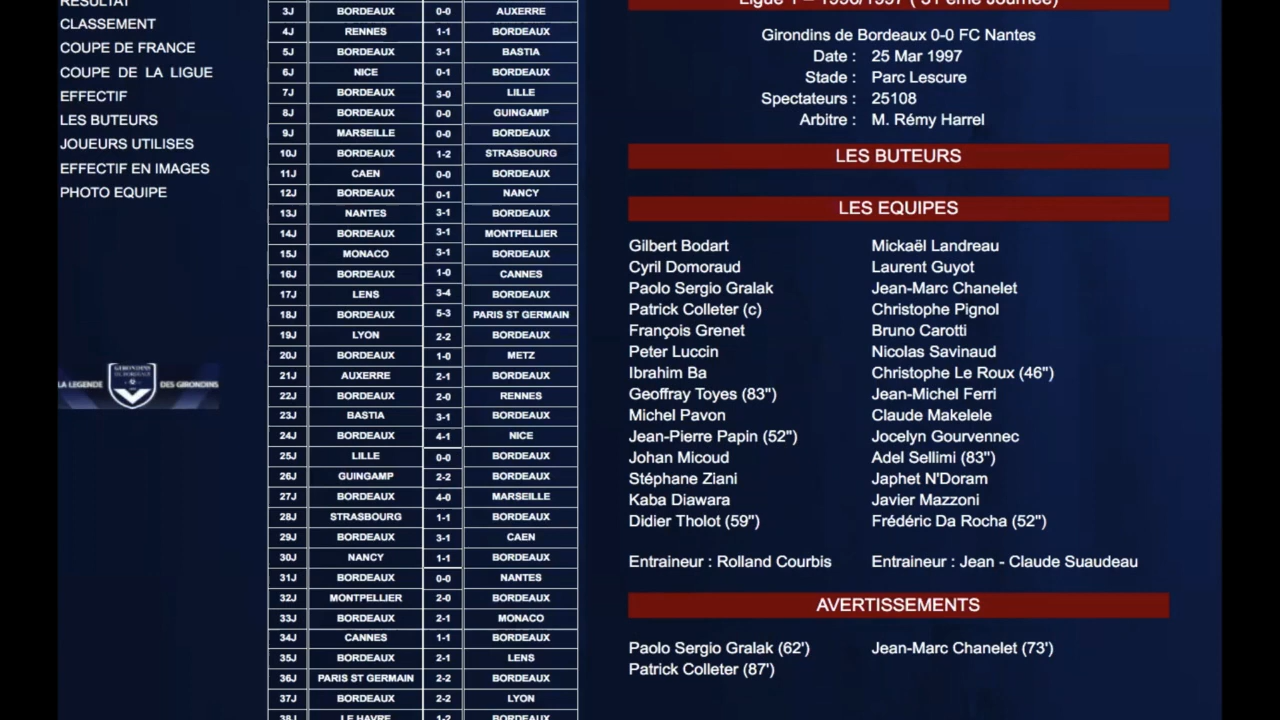 RESULTAT
CLASSEMENT
COUPE DE FRANCE
COUPE DE LA LIGUE
EFFECTIF
LES BUTEURS
JOUEURS UTILISES
EFFECTIF EN IMAGES
PHOTO EQUIPE
LA LEGENDE GIRONDINS DE BORDEAUX DES GIRONDINS
3J BORDEAUX 0-0 AUXERRE
4J RENNES 1-1 BORDEAUX
5J BORDEAUX 3-1 BASTIA
6J NICE 0-1 BORDEAUX
7J BORDEAUX 3-0 LILLE
8J BORDEAUX 0-0 GUINGAMP
9J MARSEILLE 0-0 BORDEAUX
10J BORDEAUX 1-2 STRASBOURG
11J CAEN 0-0 BORDEAUX
12J BORDEAUX 0-1 NANCY
13J NANTES 3-1 BORDEAUX
14J BORDEAUX 3-1 MONTPELLIER
15J MONACO 3-1 BORDEAUX
16J BORDEAUX 1-0 CANNES
17J LENS 3-4 BORDEAUX
18J BORDEAUX 5-3 PARIS ST GERMAIN
19J LYON 2-2 BORDEAUX
20J BORDEAUX 1-0 METZ
21J AUXERRE 2-1 BORDEAUX
22J BORDEAUX 2-0 RENNES
23J BASTIA 3-1 BORDEAUX
24J BORDEAUX 4-1 NICE
25J LILLE 0-0 BORDEAUX
26J GUINGAMP 2-2 BORDEAUX
27J BORDEAUX 4-0 MARSEILLE
28J STRASBOURG 1-1 BORDEAUX
29J BORDEAUX 3-1 CAEN
30J NANCY 1-1 BORDEAUX
31J BORDEAUX 0-0 NANTES
32J MONTPELLIER 2-0 BORDEAUX
33J BORDEAUX 2-1 MONACO
34J CANNES 1-1 BORDEAUX
35J BORDEAUX 2-1 LENS
36J PARIS ST GERMAIN 2-2 BORDEAUX
37J BORDEAUX 2-2 LYON
38J LE HAVRE 1-2 BORDEAUX
Ligue 1 – 1996/1997 ( 31ème Journée)
Girondins de Bordeaux 0-0 FC Nantes
Date : 25 Mar 1997
Stade : Parc Lescure
Spectateurs : 25108
Arbitre : M. Rémy Harrel
LES BUTEURS
LES EQUIPES
Gilbert Bodart Mickaël Landreau
Cyril Domoraud Laurent Guyot
Paolo Sergio Gralak Jean-Marc Chanelet
Patrick Colleter (c) Christophe Pignol
François Grenet Bruno Carotti
Peter Luccin Nicolas Savinaud
Ibrahim Ba Christophe Le Roux (46")
Geoffray Toyes (83") Jean-Michel Ferri
Michel Pavon Claude Makelele
Jean-Pierre Papin (52") Jocelyn Gourvennec
Johan Micoud Adel Sellimi (83")
Stéphane Ziani Japhet N'Doram
Kaba Diawara Javier Mazzoni
Didier Tholot (59") Frédéric Da Rocha (52")
Entraineur : Rolland Courbis Entraineur : Jean - Claude Suaudeau
AVERTISSEMENTS
Paolo Sergio Gralak (62') Jean-Marc Chanelet (73')
Patrick Colleter (87')